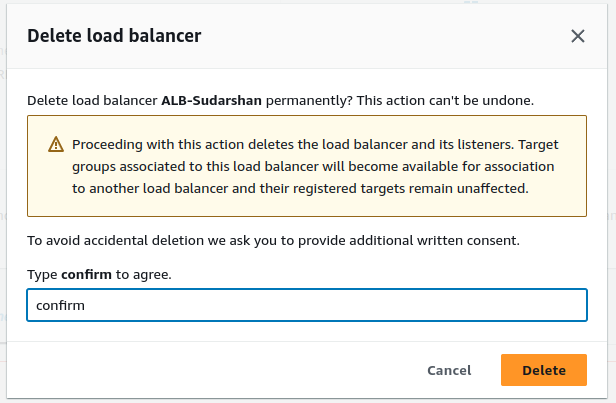 Delete load balancer
Delete load balancer ALB-Sudarshan permanently? This action can't be undone.
Proceeding with this action deletes the load balancer and its listeners. Target
groups associated to this load balancer will become available for association
to another load balancer and their registered targets remain unaffected.
To avoid accidental deletion we ask you to provide additional written consent.
Type confirm to agree.
confirm
Cancel
Delete